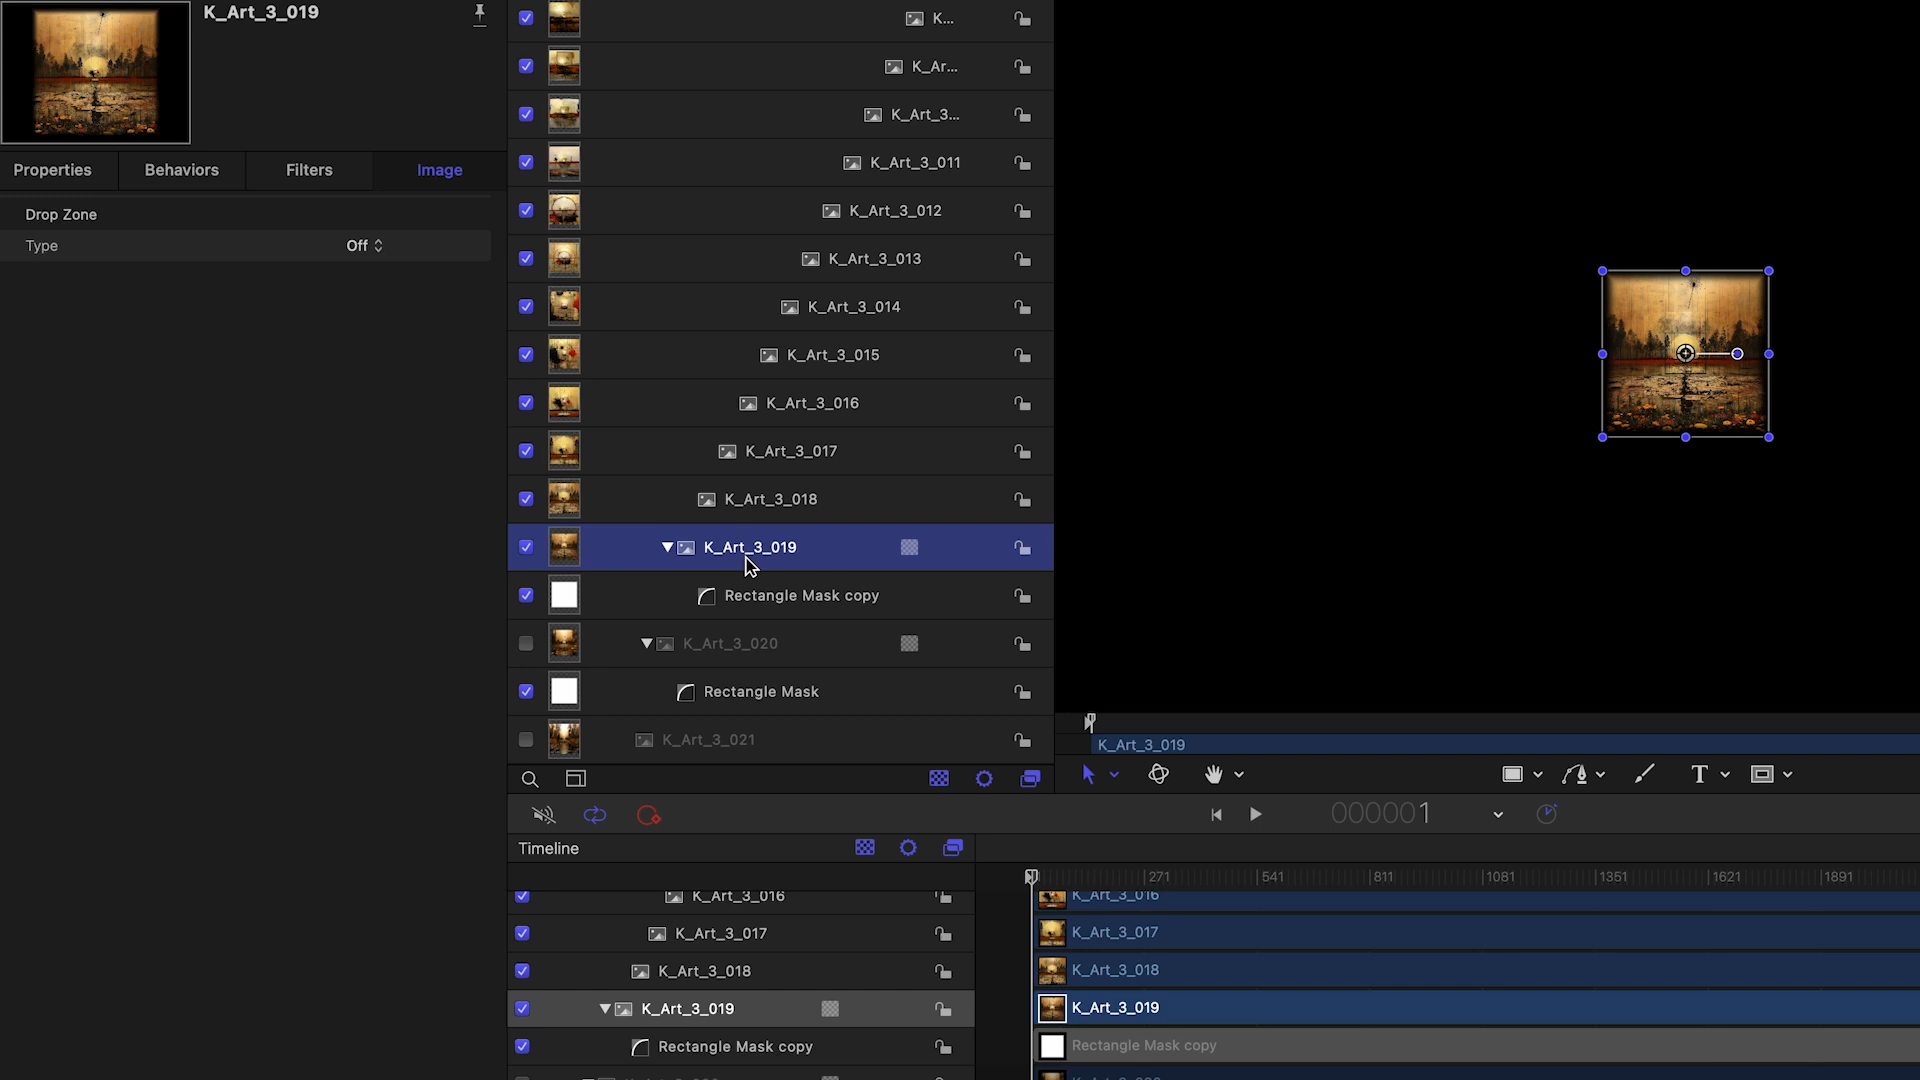 K_Art_3_019
Properties
Behaviors
Filters
Image
Drop Zone
Type
Off
K...
K_Ar...
K_Art_3...
K_Art_3_011
K_Art_3_012
K_Art_3_013
K_Art_3_014
K_Art_3_015
K_Art_3_016
K_Art_3_017
K_Art_3_018
K_Art_3_019
Rectangle Mask copy
K_Art_3_020
Rectangle Mask
K_Art_3_021
K_Art_3_019
T
000001
Timeline
271
541
811
1081
1351
1621
1891
K_Art_3_016
K_Art_3_017
K_Art_3_018
K_Art_3_019
Rectangle Mask copy
K_Art_3_016
K_Art_3_017
K_Art_3_018
K_Art_3_019
Rectangle Mask copy